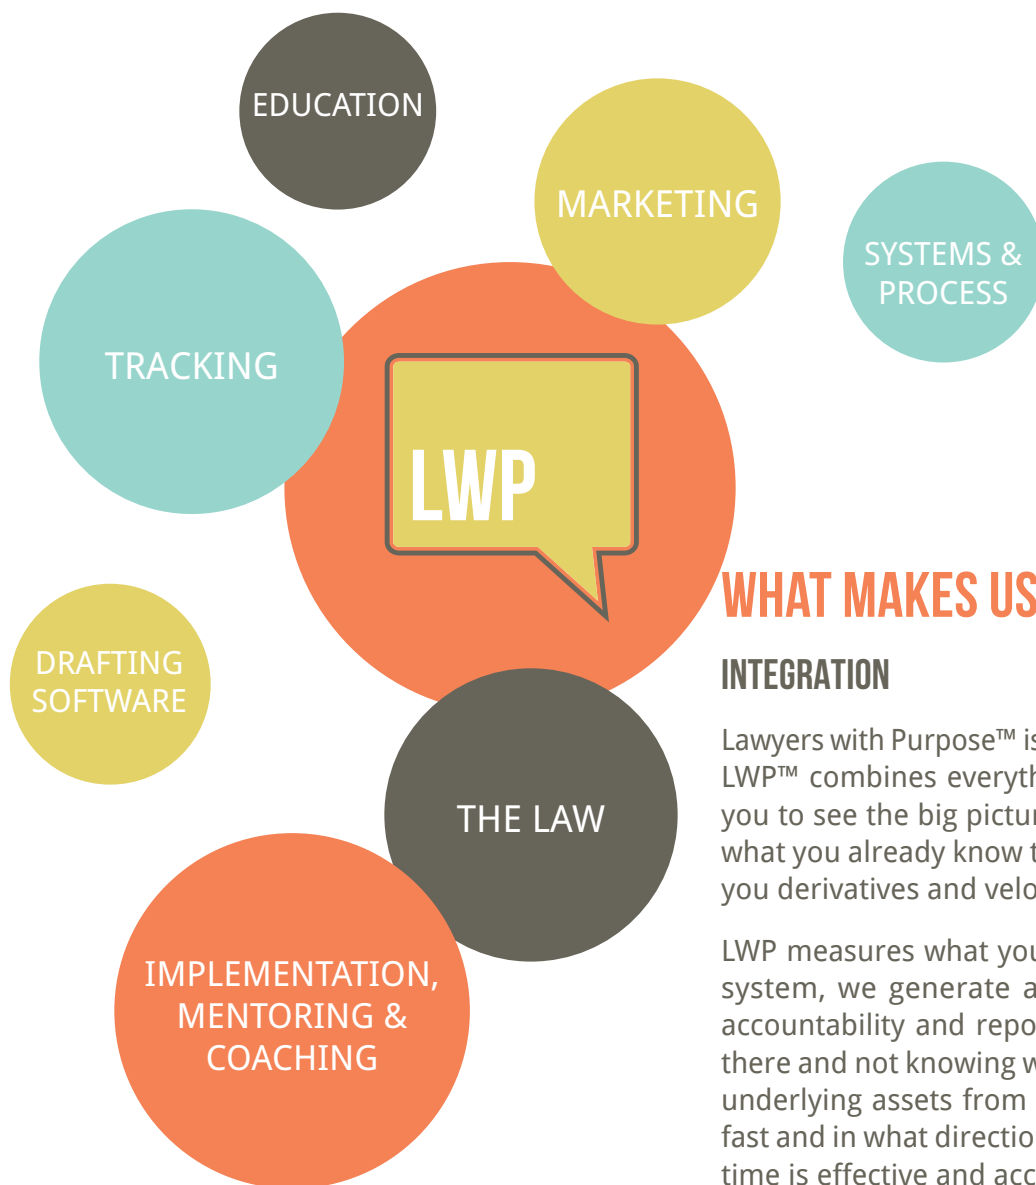 EDUCATION
MARKETING
SYSTEMS &
PROCESS
TRACKING
LWP
DRAFTING
SOFTWARE
THE LAW
IMPLEMENTATION,
MENTORING &
COACHING
WHAT MAKES US
INTEGRATION
Lawyers with Purpose™ is
LWP™ combines everyth
you to see the big pictur
what you already know t
you derivatives and velo
LWP measures what you
system, we generate a
accountability and repo
there and not knowing w
underlying assets from
fast and in what directio
time is effective and acc